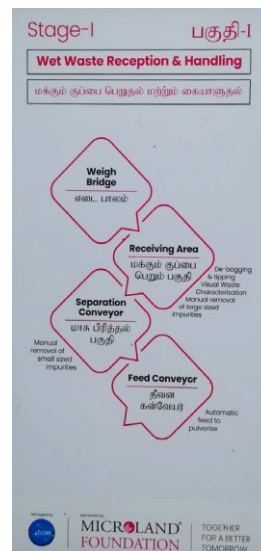 Stage-I
பகுதி-I
Wet Waste Reception & Handling
மக்கும் குப்பை பெறுதல் மற்றும் கையாளுதல்
Weigh
Bridge
எடை பாலம்
Receiving Area
மக்கும் குப்பை
பெறும் பகுதி
De-bagging
& tipping
Visual Waste
Characterisation
Manual removal
of large sized
impurities
Separation
Conveyor
மாசு பிரித்தல்
பகுதி
Manual
removal of
small sized
impurities
Feed Conveyor
தீவன
கன்வேயர்
Automatic
feed to
pulverise
MICROLAND
FOUNDATION
TOGETHER
FOR A BETTER
TOMORROW